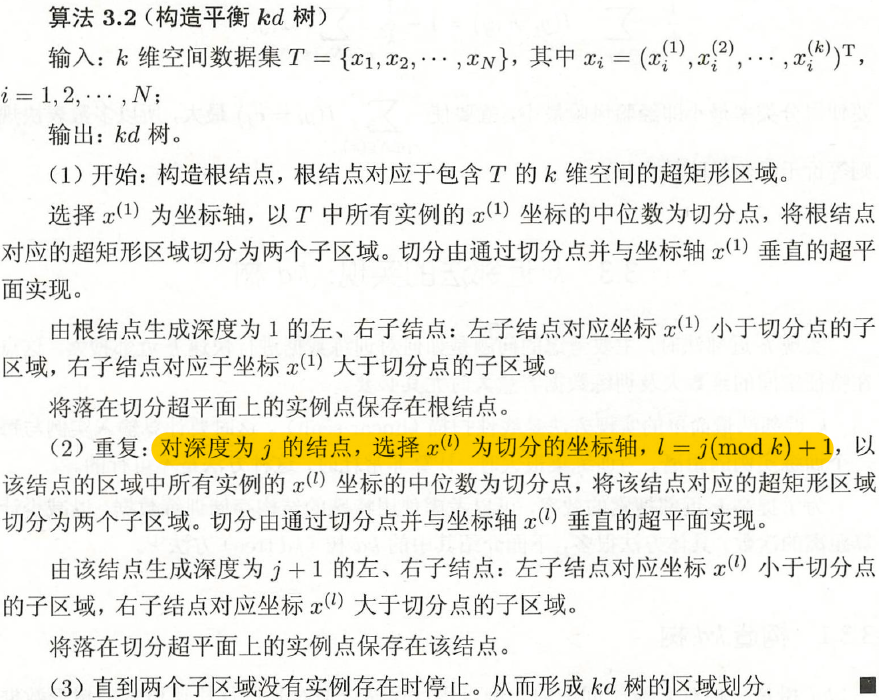 算法 3.2（构造平衡 kd 树）
输入：k 维空间数据集 T = {x₁, x₂, ⋯ , x_N}，其中 xᵢ = (xᵢ⁽¹⁾, xᵢ⁽²⁾, ⋯ , xᵢ⁽ᵏ⁾)ᵀ，
i = 1, 2, ⋯ , N；
输出：kd 树。
（1）开始：构造根结点，根结点对应于包含 T 的 k 维空间的超矩形区域。
选择 x⁽¹⁾ 为坐标轴，以 T 中所有实例的 x⁽¹⁾ 坐标的中位数为切分点，将根结点
对应的超矩形区域切分为两个子区域。切分由通过切分点并与坐标轴 x⁽¹⁾ 垂直的超平
面实现。
由根结点生成深度为 1 的左、右子结点：左子结点对应坐标 x⁽¹⁾ 小于切分点的子
区域，右子结点对应于坐标 x⁽¹⁾ 大于切分点的子区域。
将落在切分超平面上的实例点保存在根结点。
（2）重复：对深度为 j 的结点，选择 x⁽ˡ⁾ 为切分的坐标轴，l = j(mod k) + 1，以
该结点的区域中所有实例的 x⁽ˡ⁾ 坐标的中位数为切分点，将该结点对应的超矩形区域
切分为两个子区域。切分由通过切分点并与坐标轴 x⁽ˡ⁾ 垂直的超平面实现。
由该结点生成深度为 j + 1 的左、右子结点：左子结点对应坐标 x⁽ˡ⁾ 小于切分点
的子区域，右子结点对应坐标 x⁽ˡ⁾ 大于切分点的子区域。
将落在切分超平面上的实例点保存在该结点。
（3）直到两个子区域没有实例存在时停止。从而形成 kd 树的区域划分. ■